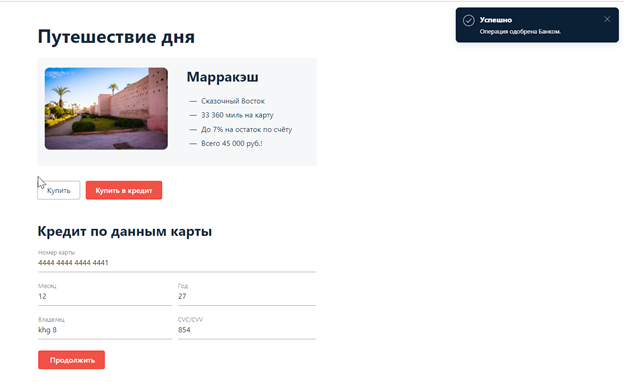 Успешно
Операция одобрена Банком.
Путешествие дня
Марракэш
— Сказочный Восток
— 33 360 миль на карту
— До 7% на остаток по счёту
— Всего 45 000 руб.!
Купить
Купить в кредит
Кредит по данным карты
Номер карты
4444 4444 4444 4441
Месяц
Год
12
27
Владелец
CVC/CVV
khg 8
854
Продолжить